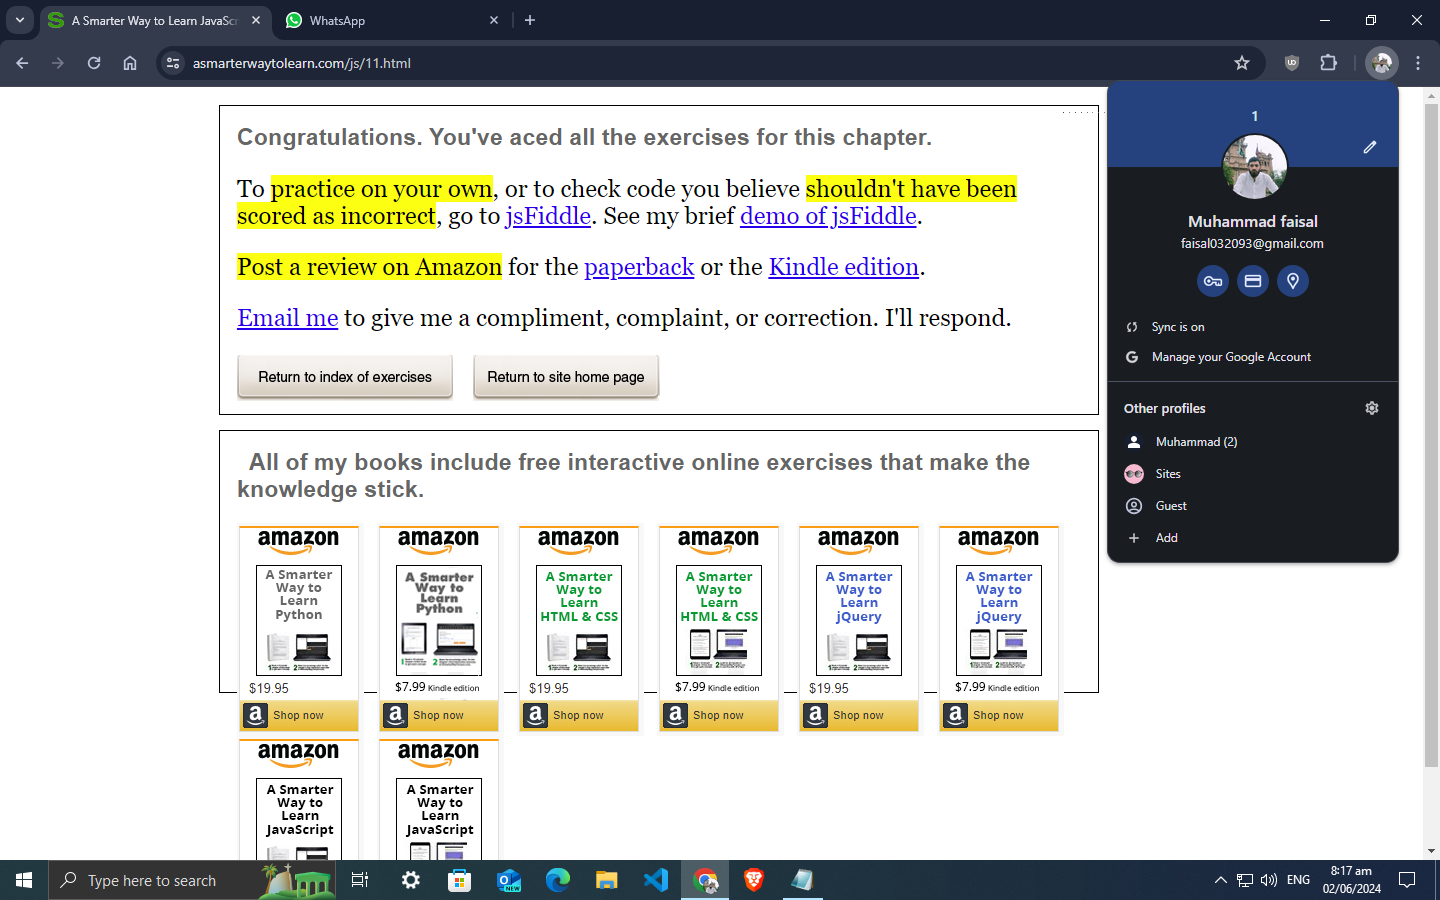 A Smarter Way to Learn JavaSc
WhatsApp
asmarterwaytolearn.com/js/11.html
Congratulations. You've aced all the exercises for this chapter.
To practice on your own, or to check code you believe shouldn't have been
scored as incorrect, go to jsFiddle. See my brief demo of jsFiddle.
Post a review on Amazon for the paperback or the Kindle edition.
Email me to give me a compliment, complaint, or correction. I'll respond.
Return to index of exercises
Return to site home page
1
Muhammad faisal
faisal032093@gmail.com
Sync is on
Manage your Google Account
Other profiles
Muhammad (2)
Sites
Guest
Add
All of my books include free interactive online exercises that make the
knowledge stick.
amazon
A Smarter
Way to
Learn
Python
$19.95
Shop now
amazon
A Smarter
Way to
Learn
Python
$7.99 Kindle edition
Shop now
amazon
A Smarter
Way to
Learn
HTML & CSS
$19.95
Shop now
amazon
A Smarter
Way to
Learn
HTML & CSS
$7.99 Kindle edition
Shop now
amazon
A Smarter
Way to
Learn
jQuery
$19.95
Shop now
amazon
A Smarter
Way to
Learn
jQuery
$7.99 Kindle edition
Shop now
amazon
A Smarter
Way to
Learn
JavaScript
amazon
A Smarter
Way to
Learn
JavaScript
Type here to search
NEW
ENG
8:17 am
02/06/2024